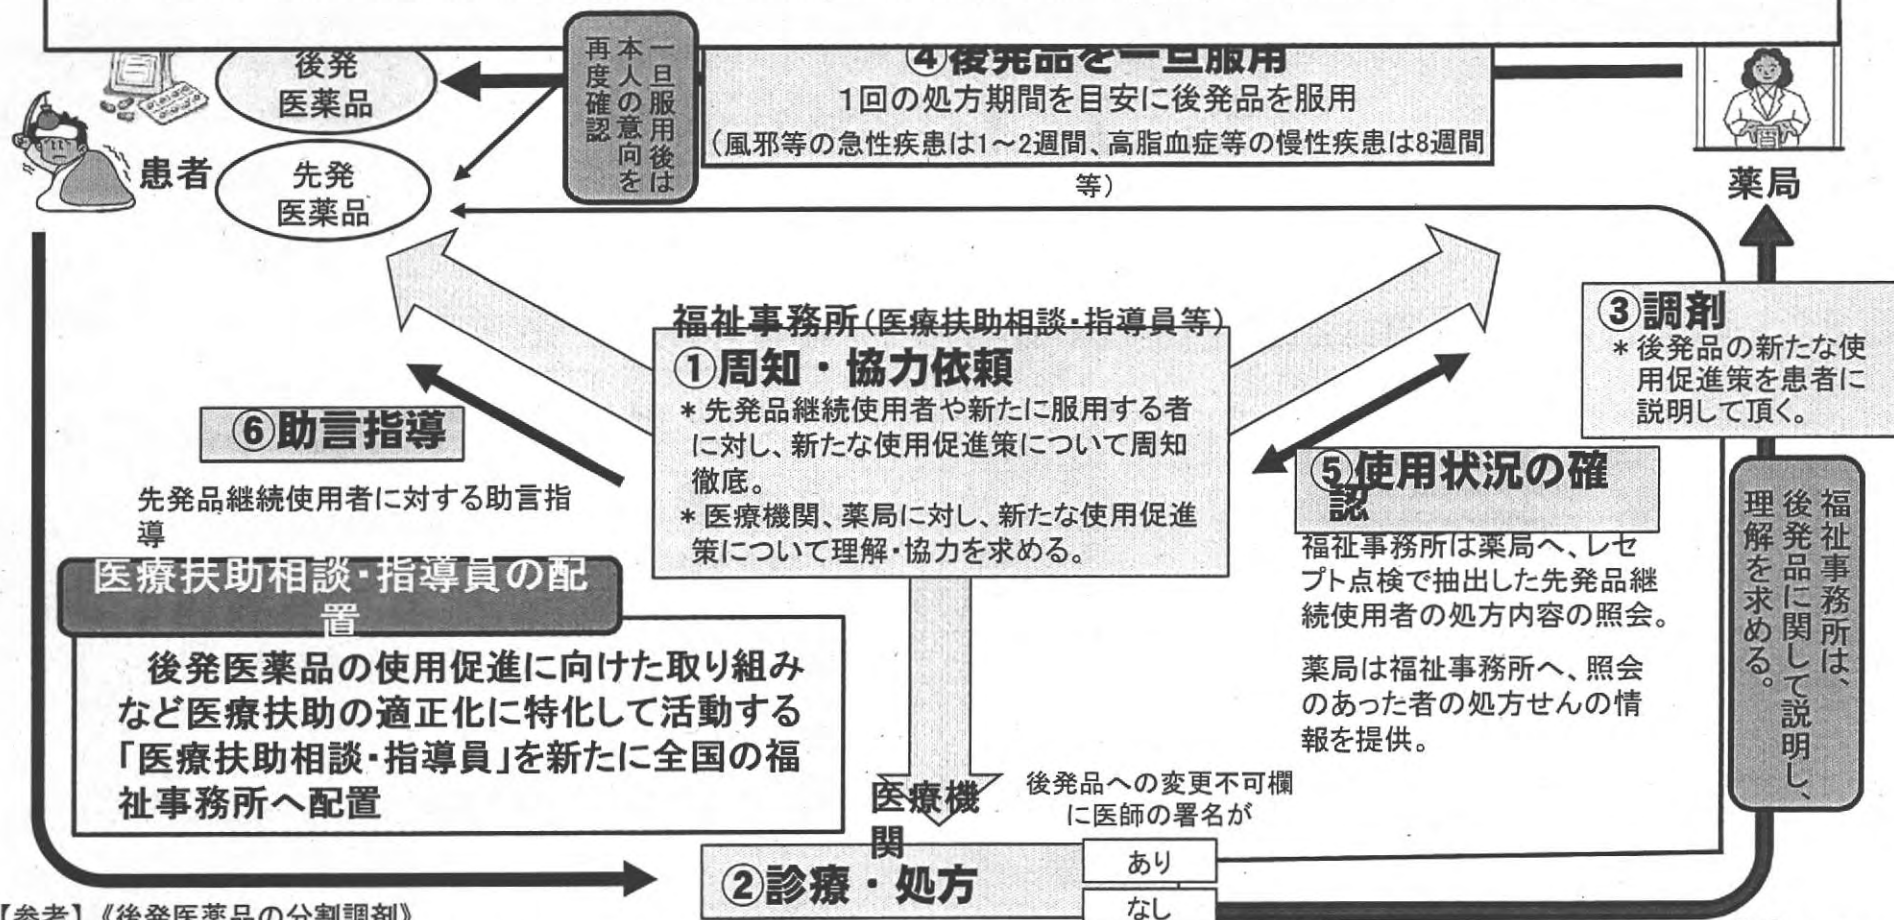 後発
医薬品
患者
先発
医薬品
一旦服用後は
本人の意向を
再度確認
④後発品を一旦服用
1回の処方期間を目安に後発品を服用
(風邪等の急性疾患は1~2週間、高脂血症等の慢性疾患は8週間
等)
薬局
福祉事務所(医療扶助相談・指導員等)
①周知・協力依頼
*先発品継続使用者や新たに服用する者
に対し、新たな使用促進策について周知
徹底。
*医療機関、薬局に対し、新たな使用促進
策について理解・協力を求める。
③調剤
*後発品の新たな使
用促進策を患者に
説明して頂く。
⑥助言指導
先発品継続使用者に対する助言指
導
⑤使用状況の確
認
福祉事務所は薬局へ、レセ
プト点検で抽出した先発品継
続使用者の処方内容の照会。
薬局は福祉事務所へ、照会
のあった者の処方せんの情
報を提供。
福祉事務所は、
後発品に関して説明し、
理解を求める。
医療扶助相談・指導員の配
置
後発医薬品の使用促進に向けた取り組み
など医療扶助の適正化に特化して活動する
「医療扶助相談・指導員」を新たに全国の福
祉事務所へ配置
医療機
関
後発品への変更不可欄
に医師の署名が
②診療・処方
あり
なし
【参考】《後発医薬品の分割調剤》